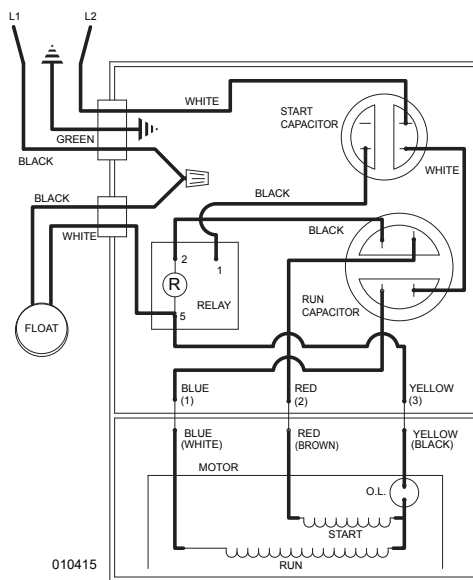 L1
L2
WHITE
START
CAPACITOR
GREEN
BLACK
WHITE
BLACK
BLACK
BLACK
WHITE
2
1
R
RELAY
RUN
CAPACITOR
5
FLOAT
BLUE
(1)
RED
(2)
YELLOW
(3)
BLUE
(WHITE)
RED
(BROWN)
YELLOW
(BLACK)
MOTOR
O.L.
START
RUN
010415